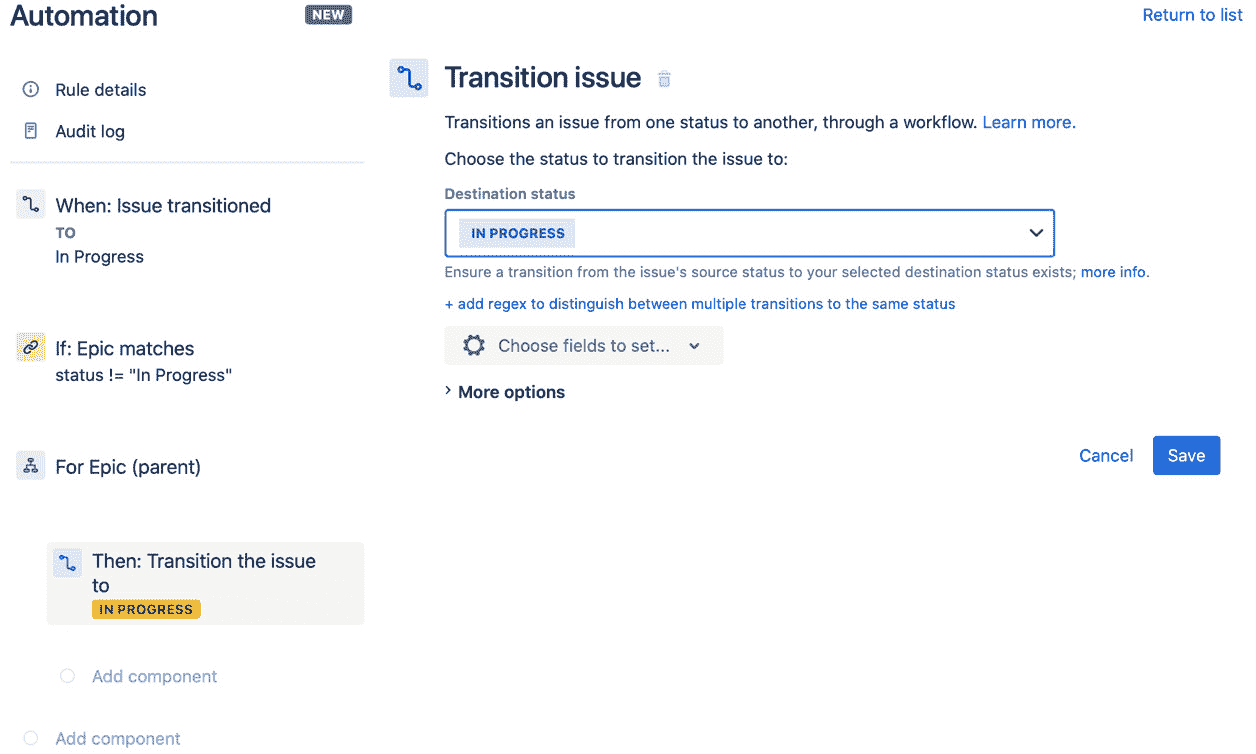 Automation
NEW
Return to list
Rule details
Audit log
When: Issue transitioned
TO
In Progress
If: Epic matches
status != "In Progress"
For Epic (parent)
Then: Transition the issue
to
IN PROGRESS
Add component
Add component
Transition issue
Transitions an issue from one status to another, through a workflow. Learn more.
Choose the status to transition the issue to:
Destination status
IN PROGRESS
Ensure a transition from the issue's source status to your selected destination status exists; more info.
+ add regex to distinguish between multiple transitions to the same status
Choose fields to set...
More options
Cancel
Save